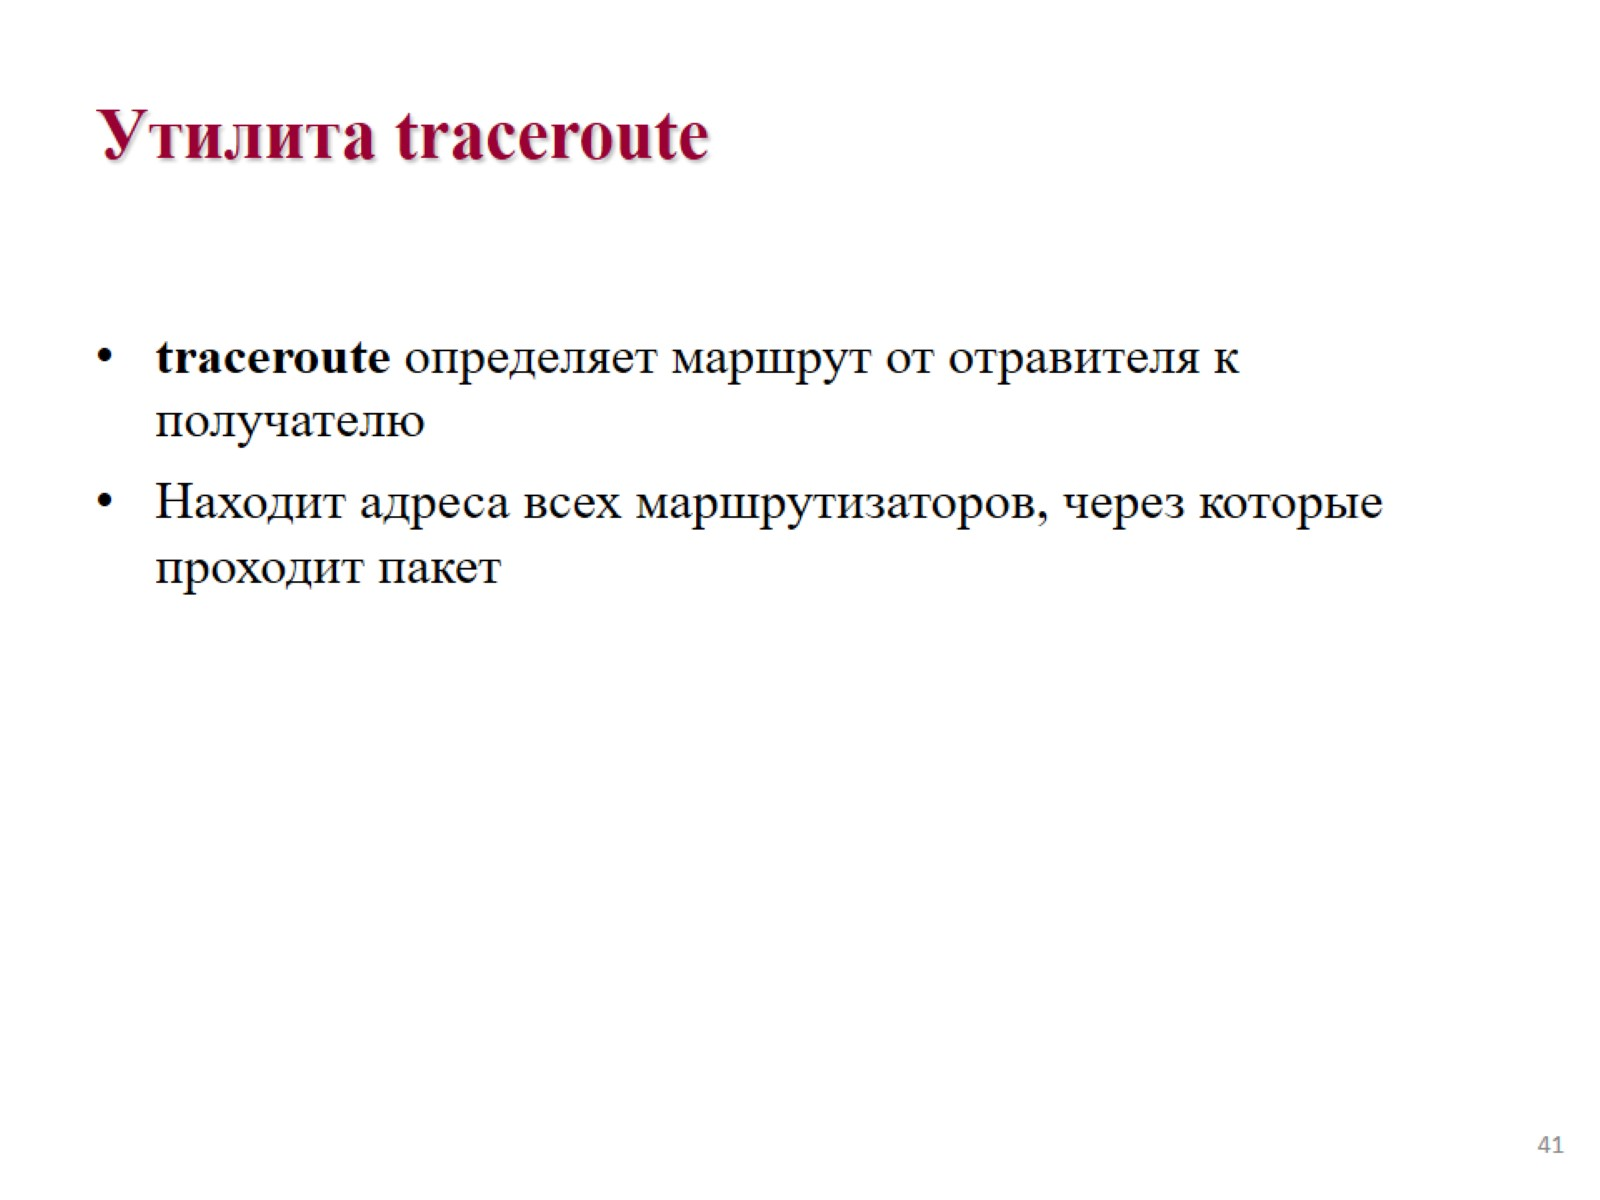 Утилита traceroute
• traceroute определяет маршрут от отравителя к
получателю
• Находит адреса всех маршрутизаторов, через которые
проходит пакет
41